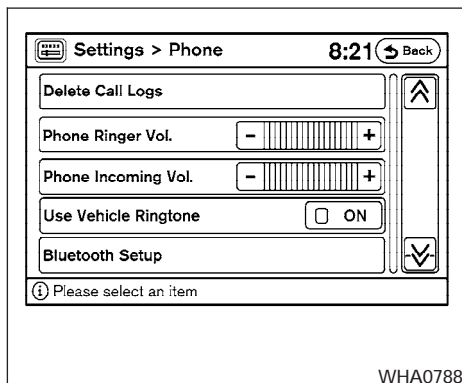 Settings > Phone 8:21 Back
Delete Call Logs
Phone Ringer Vol. - +
Phone Incoming Vol. - +
Use Vehicle Ringtone ON
Bluetooth Setup
i Please select an item
WHA0788